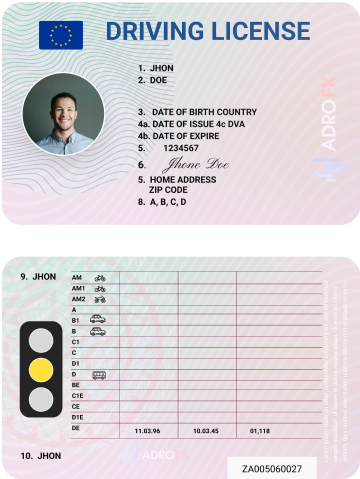 DRIVING LICENSE
1. JHON
2. DOE
3. DATE OF BIRTH COUNTRY
4a. DATE OF ISSUE 4c DVA
4b. DATE OF EXPIRE
5. 1234567
6. Jhone Doe
5. HOME ADDRESS
ZIP CODE
8. A, B, C, D
ADROFX
9. JHON
AM
AM1
AM2
A
B1
B
C1
C
D1
D
BE
C1E
CE
D1E
DE 11.03.96 10.03.45 01,118
10. JHON
ADROFX
ZA005060027